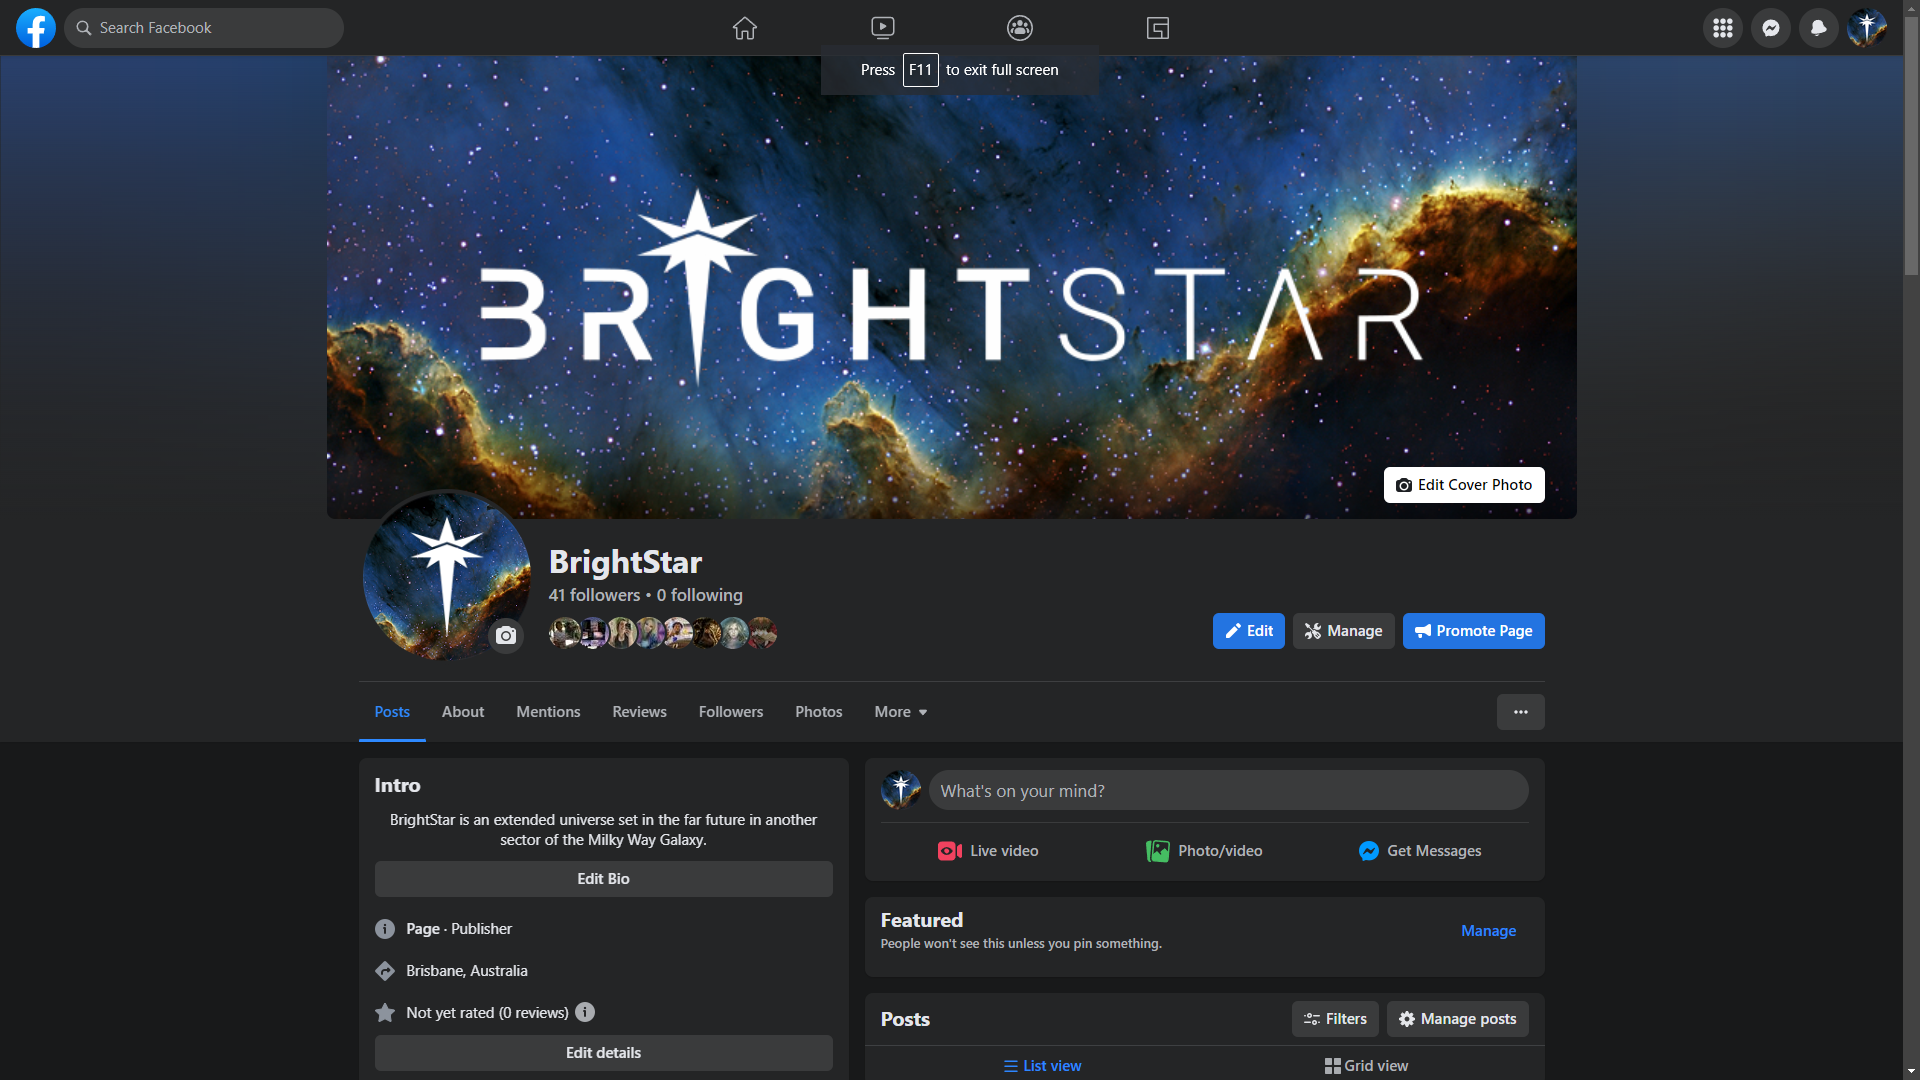 Search Facebook
Press F11 to exit full screen
BRIGHTSTAR
Edit Cover Photo
BrightStar
41 followers • 0 following
Edit
Manage
Promote Page
Posts
About
Mentions
Reviews
Followers
Photos
More
Intro
BrightStar is an extended universe set in the far future in another
sector of the Milky Way Galaxy.
Edit Bio
Page · Publisher
Brisbane, Australia
Not yet rated (0 reviews)
Edit details
What's on your mind?
Live video
Photo/video
Get Messages
Featured
People won't see this unless you pin something.
Manage
Posts
Filters
Manage posts
List view
Grid view